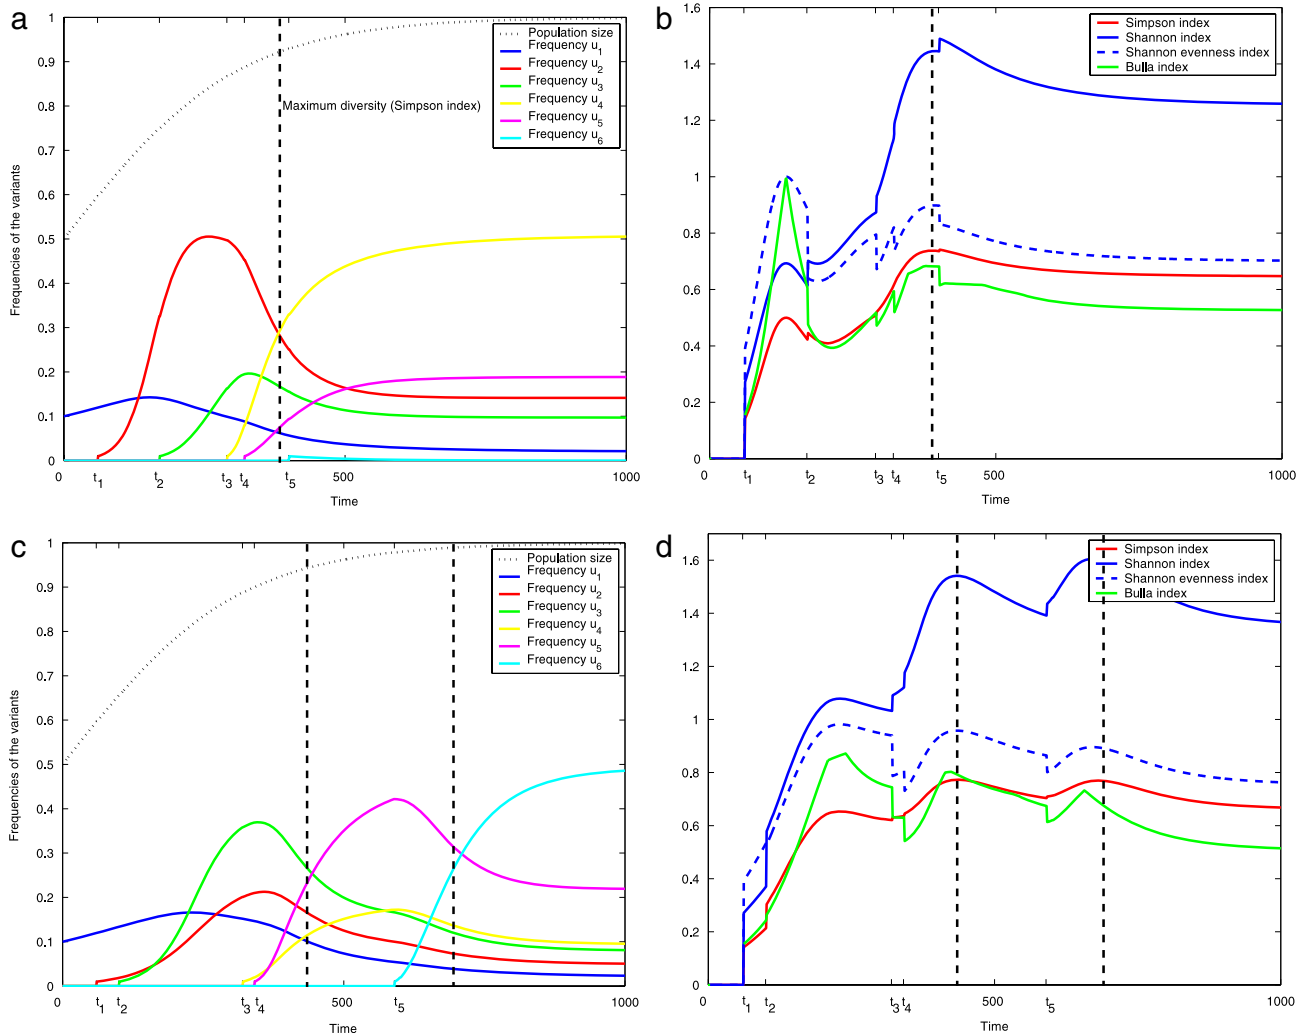 a
1
0.9
0.8
0.7
0.6
0.5
0.4
0.3
0.2
0.1
0
Frequencies of the variants
Population size
Frequency u1
Frequency u2
Frequency u3
Frequency u4
Frequency u5
Frequency u6
Maximum diversity (Simpson index)
0 t1 t2 t3 t4 t5 500 1000
Time
b
1.6
1.4
1.2
1
0.8
0.6
0.4
0.2
0
Simpson index
Shannon index
Shannon evenness index
Bulla index
0 t1 t2 t3 t4 t5 500 1000
Time
c
1
0.9
0.8
0.7
0.6
0.5
0.4
0.3
0.2
0.1
0
Frequencies of the variants
Population size
Frequency u1
Frequency u2
Frequency u3
Frequency u4
Frequency u5
Frequency u6
0 t1 t2 t3 t4 500 t5 1000
Time
d
1.6
1.4
1.2
1
0.8
0.6
0.4
0.2
0
Simpson index
Shannon index
Shannon evenness index
Bulla index
0 t1 t2 t3 t4 500 t5 1000
Time